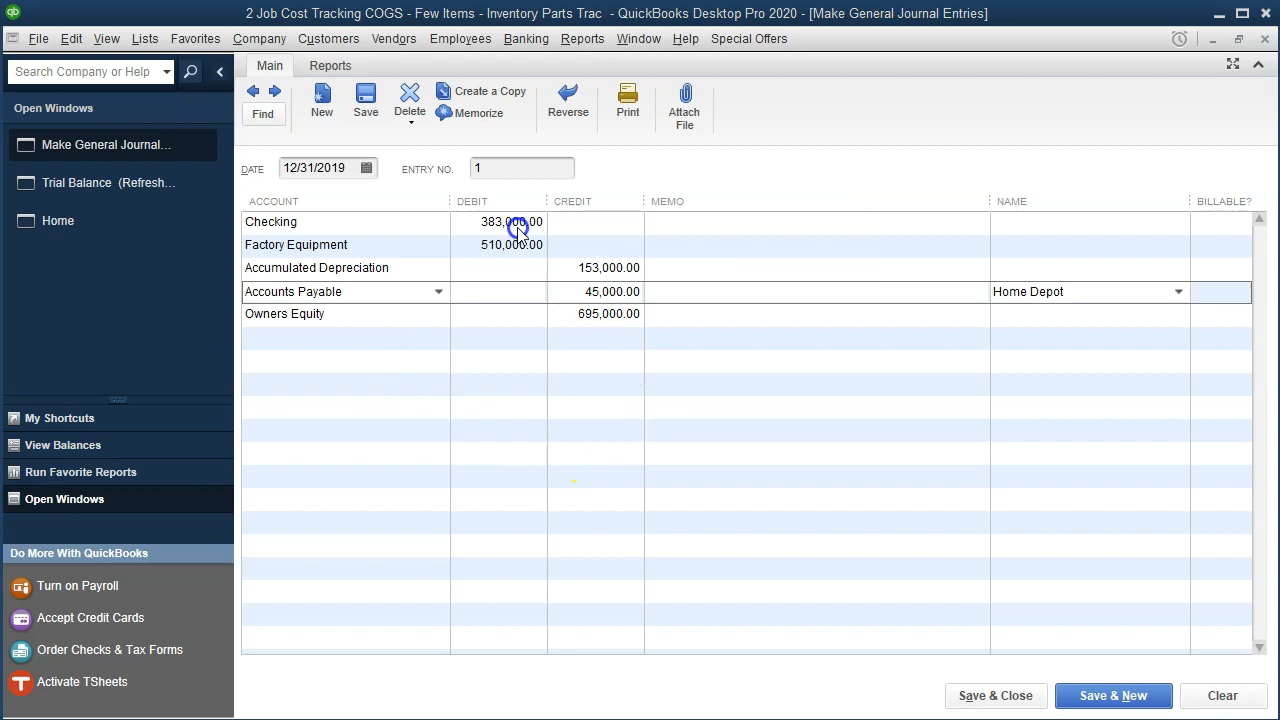 2 Job Cost Tracking COGS - Few Items - Inventory Parts Trac - QuickBooks Desktop Pro 2020 - [Make General Journal Entries]
File Edit View Lists Favorites Company Customers Vendors Employees Banking Reports Window Help Special Offers
Search Company or Help
Open Windows
Make General Journal...
Trial Balance (Refresh...
Home
My Shortcuts
View Balances
Run Favorite Reports
Open Windows
Do More With QuickBooks
Turn on Payroll
Accept Credit Cards
Order Checks & Tax Forms
Activate TSheets
Main Reports
Find
New
Save
Delete
Create a Copy
Memorize
Reverse
Print
Attach
File
DATE 12/31/2019 ENTRY NO. 1
ACCOUNT DEBIT CREDIT MEMO NAME BILLABLE?
Checking 383,000.00
Factory Equipment 510,000.00
Accumulated Depreciation 153,000.00
Accounts Payable 45,000.00 Home Depot
Owners Equity 695,000.00
Save & Close Save & New Clear